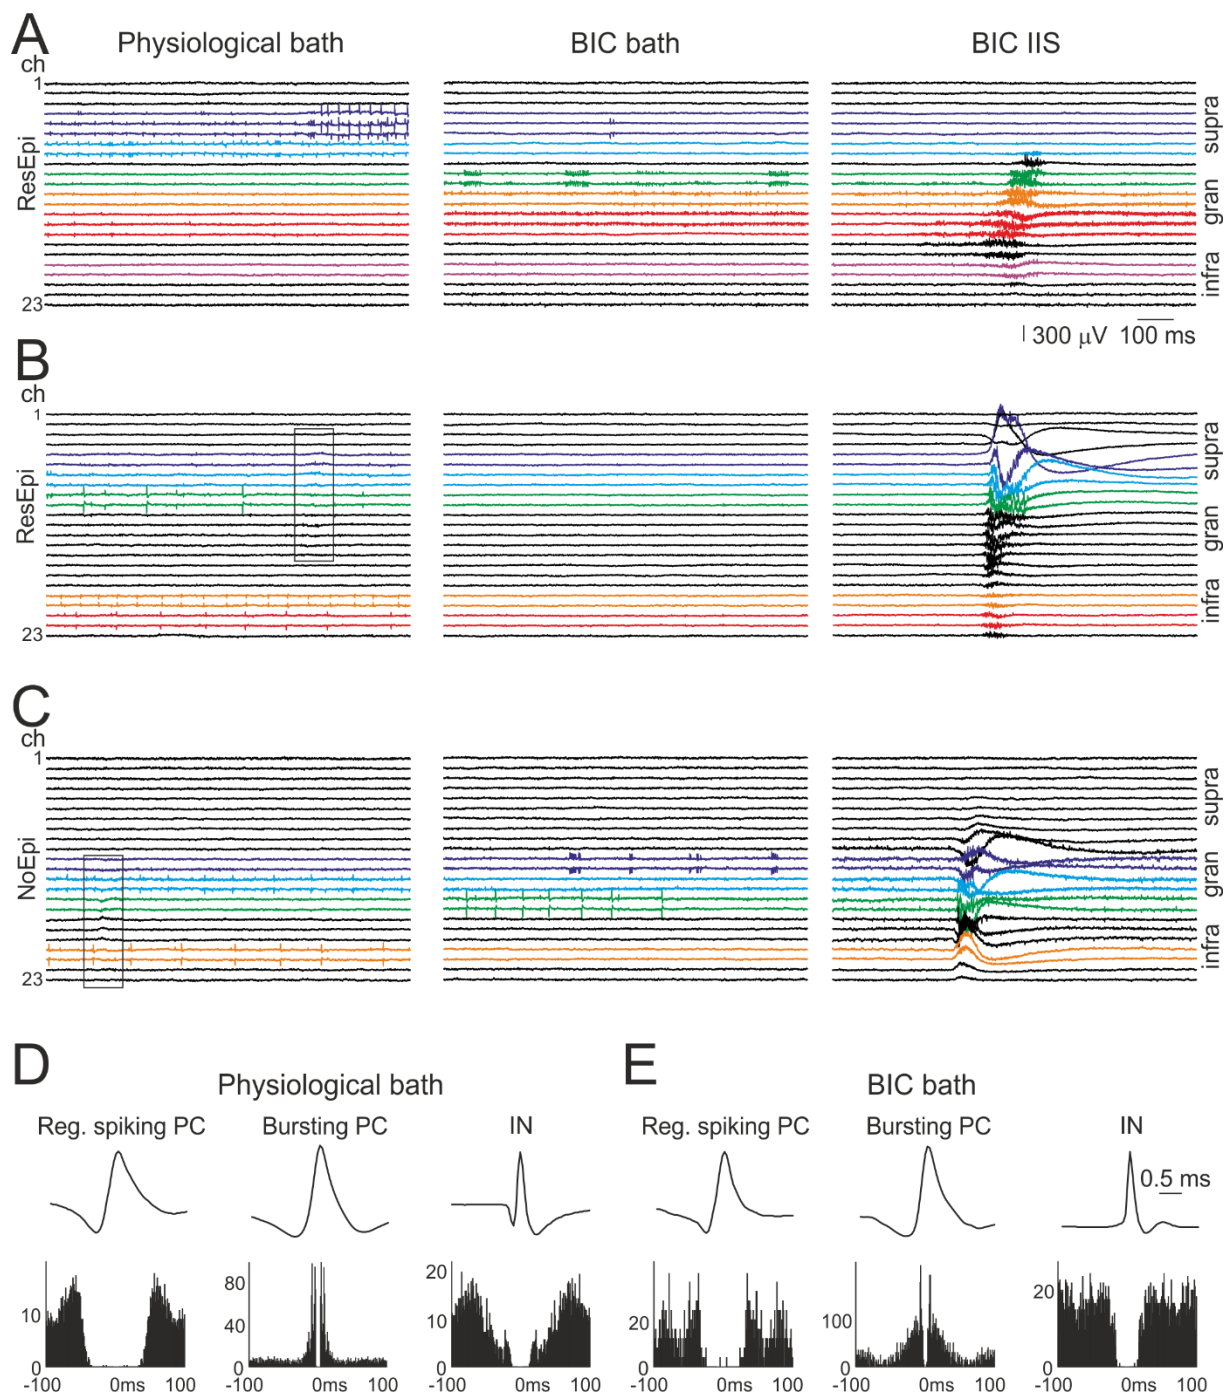 A
Physiological bath
BIC bath
BIC IIS
ch
1
ResEpi
23
supra
gran
infra
300 μV 100 ms
B
ch
1
ResEpi
23
supra
gran
infra
C
ch
1
NoEpi
23
supra
gran
infra
D
Physiological bath
E
BIC bath
Reg. spiking PC
Bursting PC
IN
Reg. spiking PC
Bursting PC
IN
0.5 ms
10
0
80
40
0
20
10
0
20
0
100
0
20
0
-100 0ms 100
-100 0ms 100
-100 0ms 100
-100 0ms 100
-100 0ms 100
-100 0ms 100